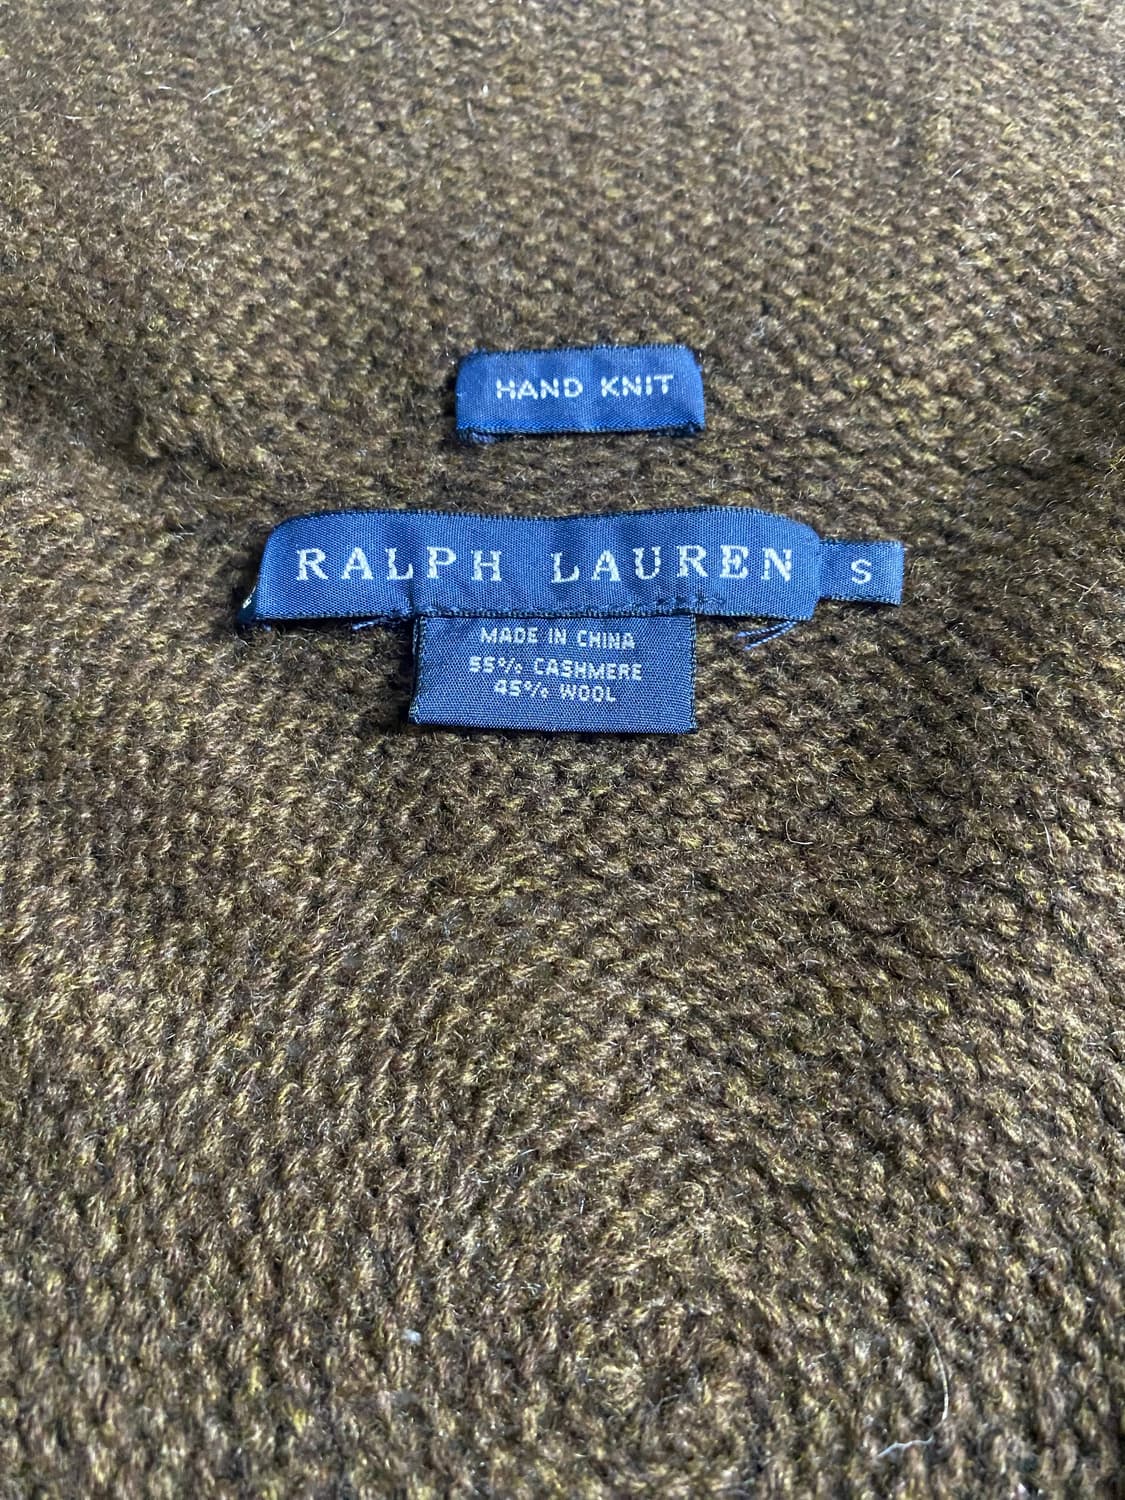 HAND KNIT
RALPH LAUREN S
MADE IN CHINA
55% CASHMERE
45% WOOL